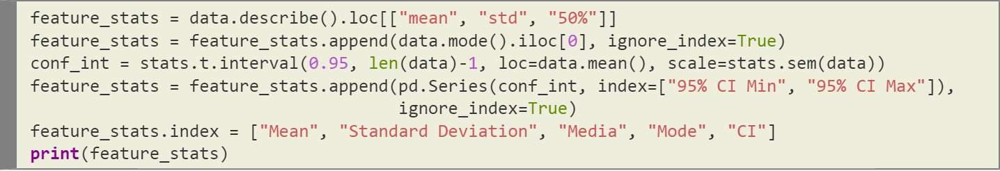 feature_stats = data.describe().loc[["mean", "std", "50%"]]
feature_stats = feature_stats.append(data.mode().iloc[0], ignore_index=True)
conf_int = stats.t.interval(0.95, len(data)-1, loc=data.mean(), scale=stats.sem(data))
feature_stats = feature_stats.append(pd.Series(conf_int, index=["95% CI Min", "95% CI Max"]),
ignore_index=True)
feature_stats.index = ["Mean", "Standard Deviation", "Media", "Mode", "CI"]
print(feature_stats)